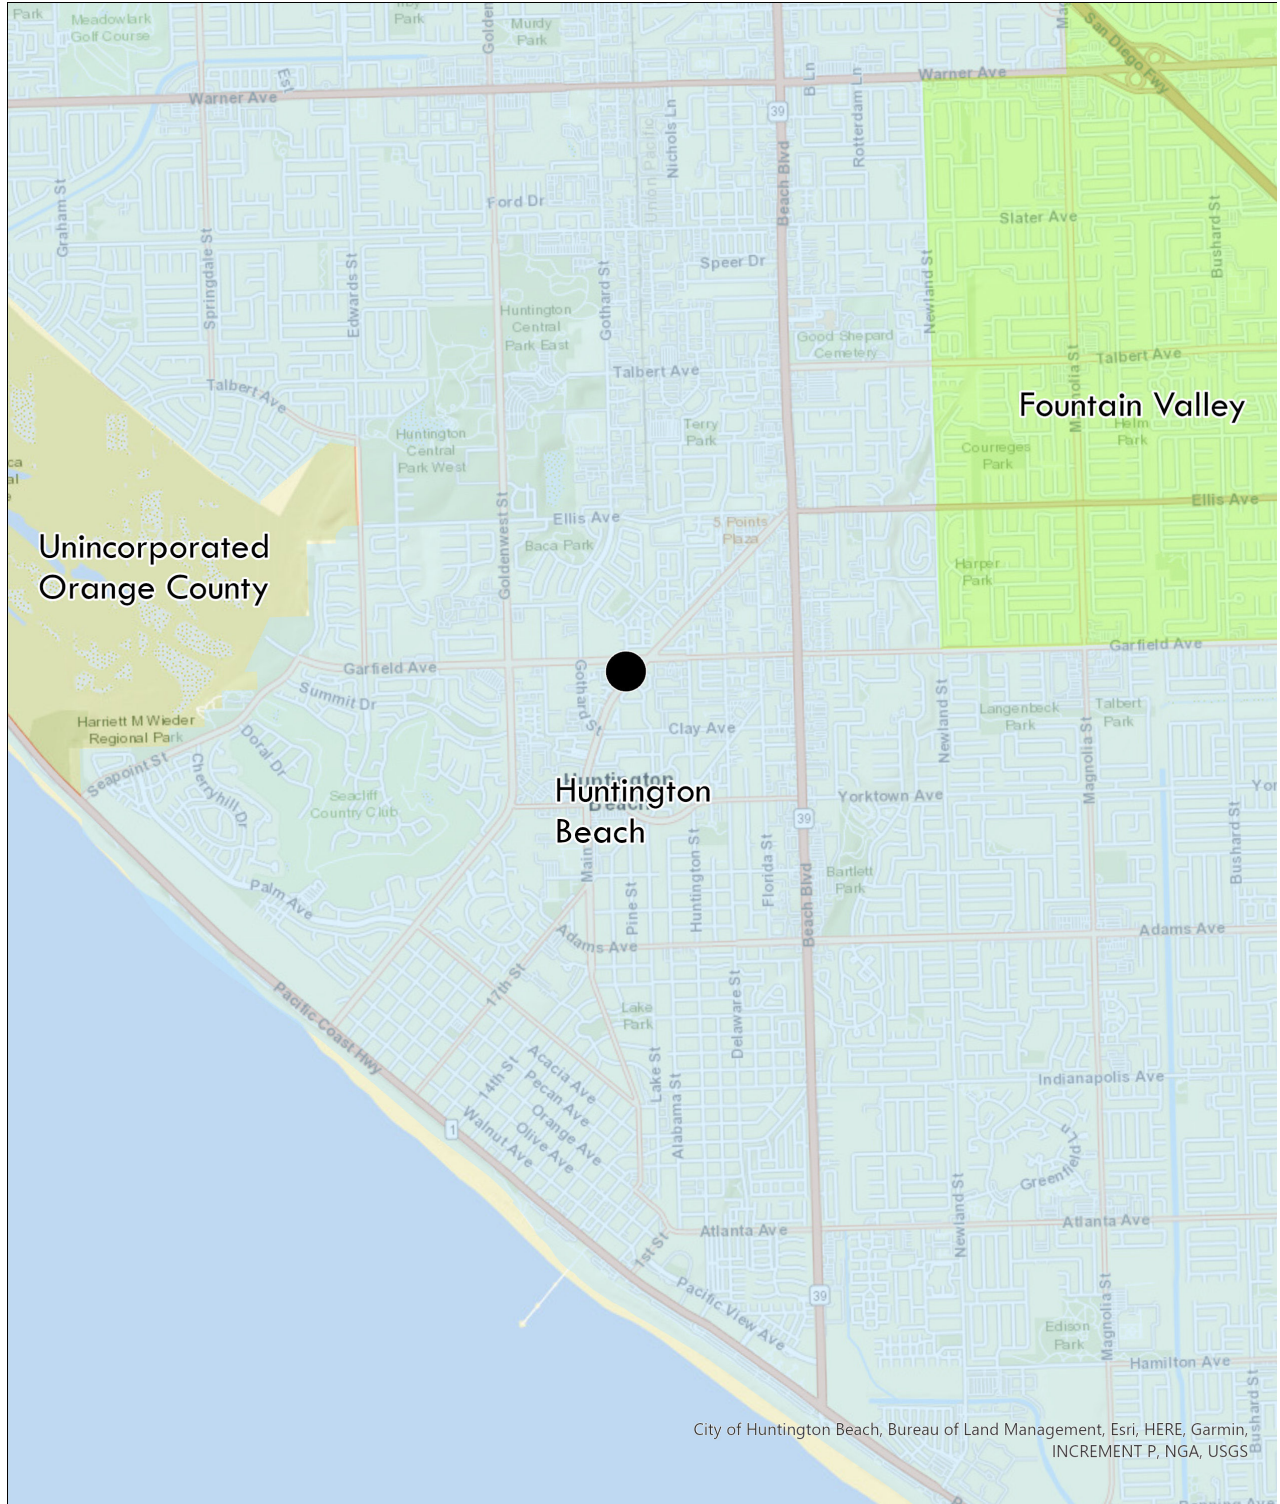 Park
Meadowlark
Golf Course
Park
Murdy
Park
Golden
San Diego Fwy
Warner Ave
Warner Ave
B Ln
Rotterdam Ln
39
Nichols Ln
Union Pacific
Beach Blvd
Graham St
Springdale St
Edwards St
Ford Dr
Slater Ave
Bushard St
Speer Dr
Gothard St
Newland St
Huntington
Central
Park East
Good Shepard
Cemetery
Talbert Ave
Talbert Ave
Talbert Ave
Magnolia St
Fountain Valley
Helm
Park
Huntington
Central
Park West
Terry
Park
Courreges
Park
Ellis Ave
Ellis Ave
5 Points
Plaza
Baca Park
Goldenwest St
Harper
Park
Unincorporated
Orange County
Garfield Ave
Garfield Ave
Gothard St
Summit Dr
Clay Ave
Newland St
Langenbeck
Park
Talbert
Park
Magnolia St
Harriett M Wieder
Regional Park
Seapoint St
Doral Dr
Cherryhill Dr
Seacliff
Country Club
Huntington
Beach
Huntington
Beach
Yorktown Ave
Yor
39
Main
Huntington St
Florida St
Beach Blvd
Bartlett
Park
Bushard St
Palm Ave
Pine St
Adams Ave
Adams Ave
17th St
Pacific Coast Hwy
Lake
Park
Delaware St
Acacia Ave
Pecan Ave
Orange Ave
Olive Ave
Walnut Ave
14th St
Lake St
Alabama St
1
Indianapolis Ave
Greenfield Ln
Newland St
Atlanta Ave
Atlanta Ave
1st St
Pacific View Ave
39
Magnolia St
Edison
Park
Hamilton Ave
Bushard St
City of Huntington Beach, Bureau of Land Management, Esri, HERE, Garmin,
INCREMENT P, NGA, USGS